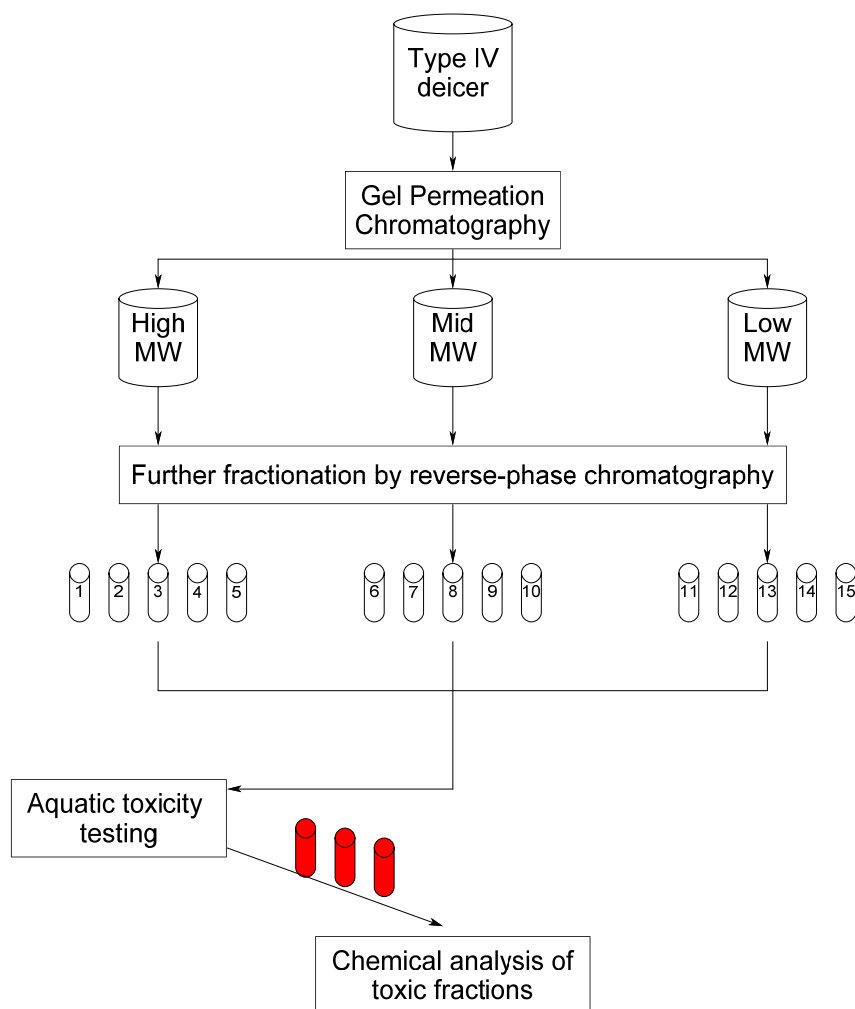 Type IV
deicer
Gel Permeation
Chromatography
High
MW
Mid
MW
Low
MW
Further fractionation by reverse-phase chromatography
1 2 3 4 5 6 7 8 9 10 11 12 13 14 15
Aquatic toxicity
testing
Chemical analysis of
toxic fractions